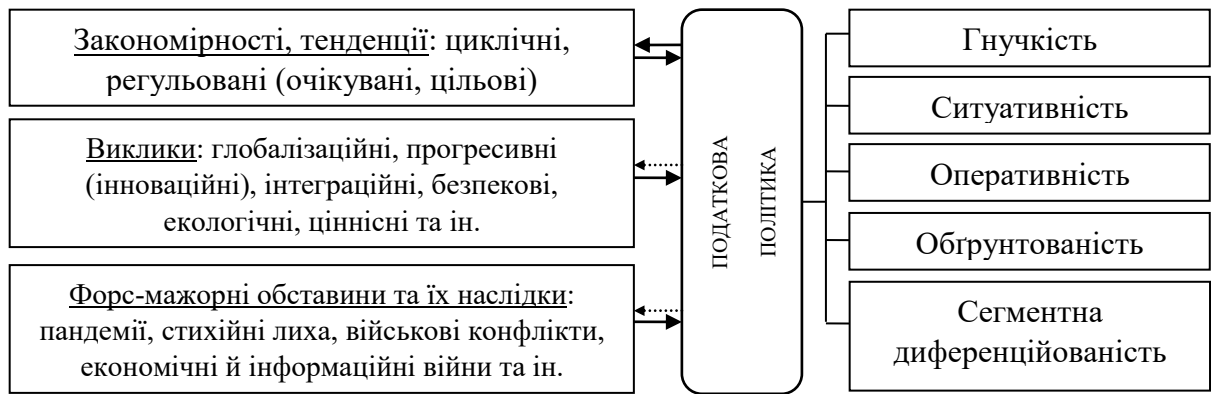 Закономірності, тенденції: циклічні,
регульовані (очікувані, цільові)
Виклики: глобалізаційні, прогресивні
(інноваційні), інтеграційні, безпекові,
екологічні, ціннісні та ін.
Форс-мажорні обставини та їх наслідки:
пандемії, стихійні лиха, військові конфлікти,
економічні й інформаційні війни та ін.
ПОДАТКОВА
ПОЛІТИКА
Гнучкість
Ситуативність
Оперативність
Обґрунтованість
Сегментна
диференційованість